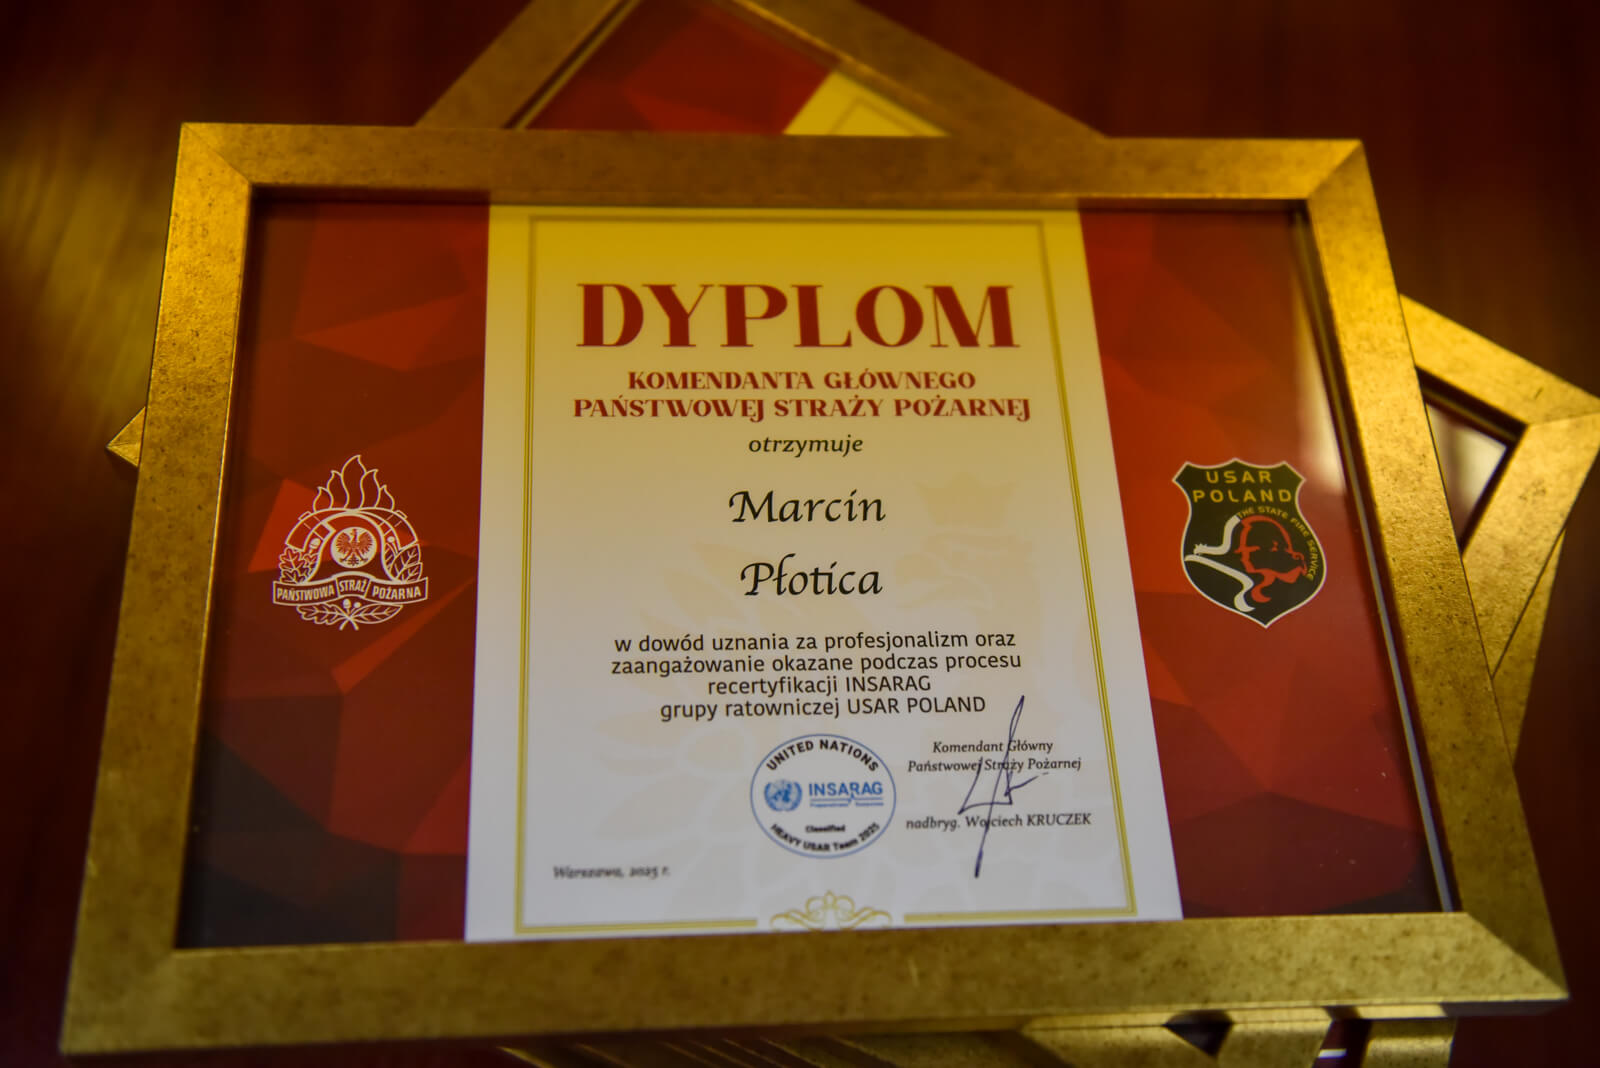 DYPLOM
KOMENDANTA GŁÓWNEGO
PAŃSTWOWEJ STRAŻY POŻARNEJ
otrzymuje
Marcin
Płotica
w dowód uznania za profesjonalizm oraz
zaangażowanie okazane podczas procesu
recertyfikacji INSARAG
grupy ratowniczej USAR POLAND
PAŃSTWOWA STRAŻ POŻARNA
USAR
POLAND
THE STATE FIRE SERVICE
UNITED NATIONS
INSARAG
Classified
HEAVY USAR Team 2025
Komendant Główny
Państwowej Straży Pożarnej
nadbryg. Wojciech KRUCZEK
Warszawa, 2025 r.